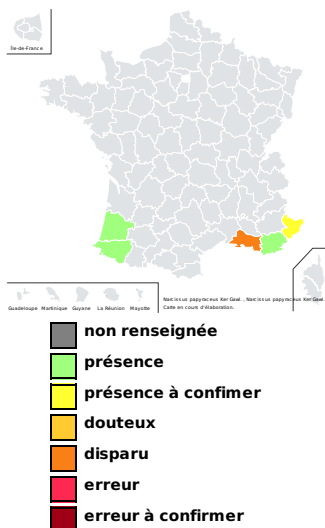 Île-de-France
Guadeloupe Martinique Guyane La Réunion Mayotte
Narcissus papyraceus Ker Gawl., Narcissus papyraceus Ker Gawl.
Carte en cours d'élaboration.
non renseignée
présence
présence à confimer
douteux
disparu
erreur
erreur à confirmer